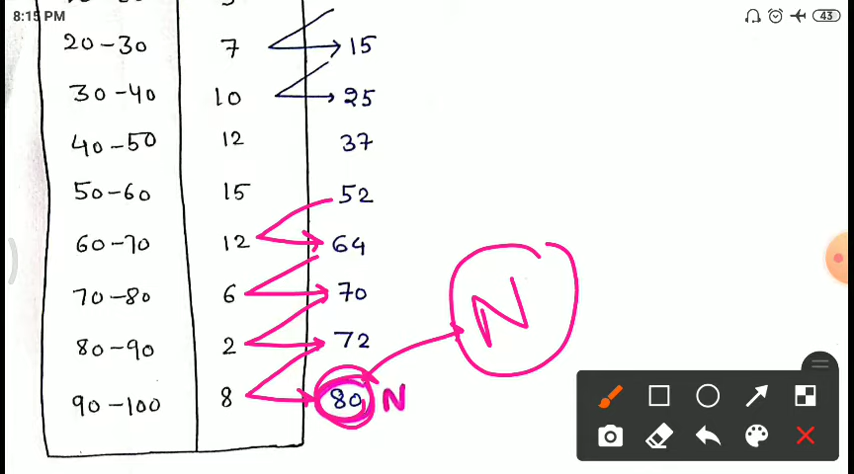 8:15 PM 43
20-30 7 15
30-40 10 25
40-50 12 37
50-60 15 52
60-70 12 64
70-80 6 70
80-90 2 72
90-100 8 80 N
N